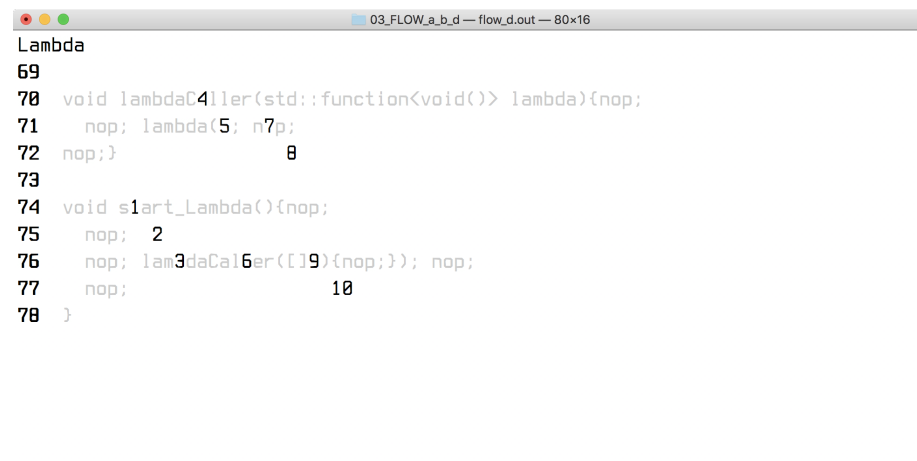 03_FLOW_a_b_d — flow_d.out — 80×16
Lambda
69
70 void lambdaC4ller(std::function<void()> lambda){nop;
71 nop; lambda(5; n7p;
72 nop;} 8
73
74 void s1art_Lambda(){nop;
75 nop; 2
76 nop; lam3daCal6er([]9){nop;}); nop;
77 nop; 10
78 }